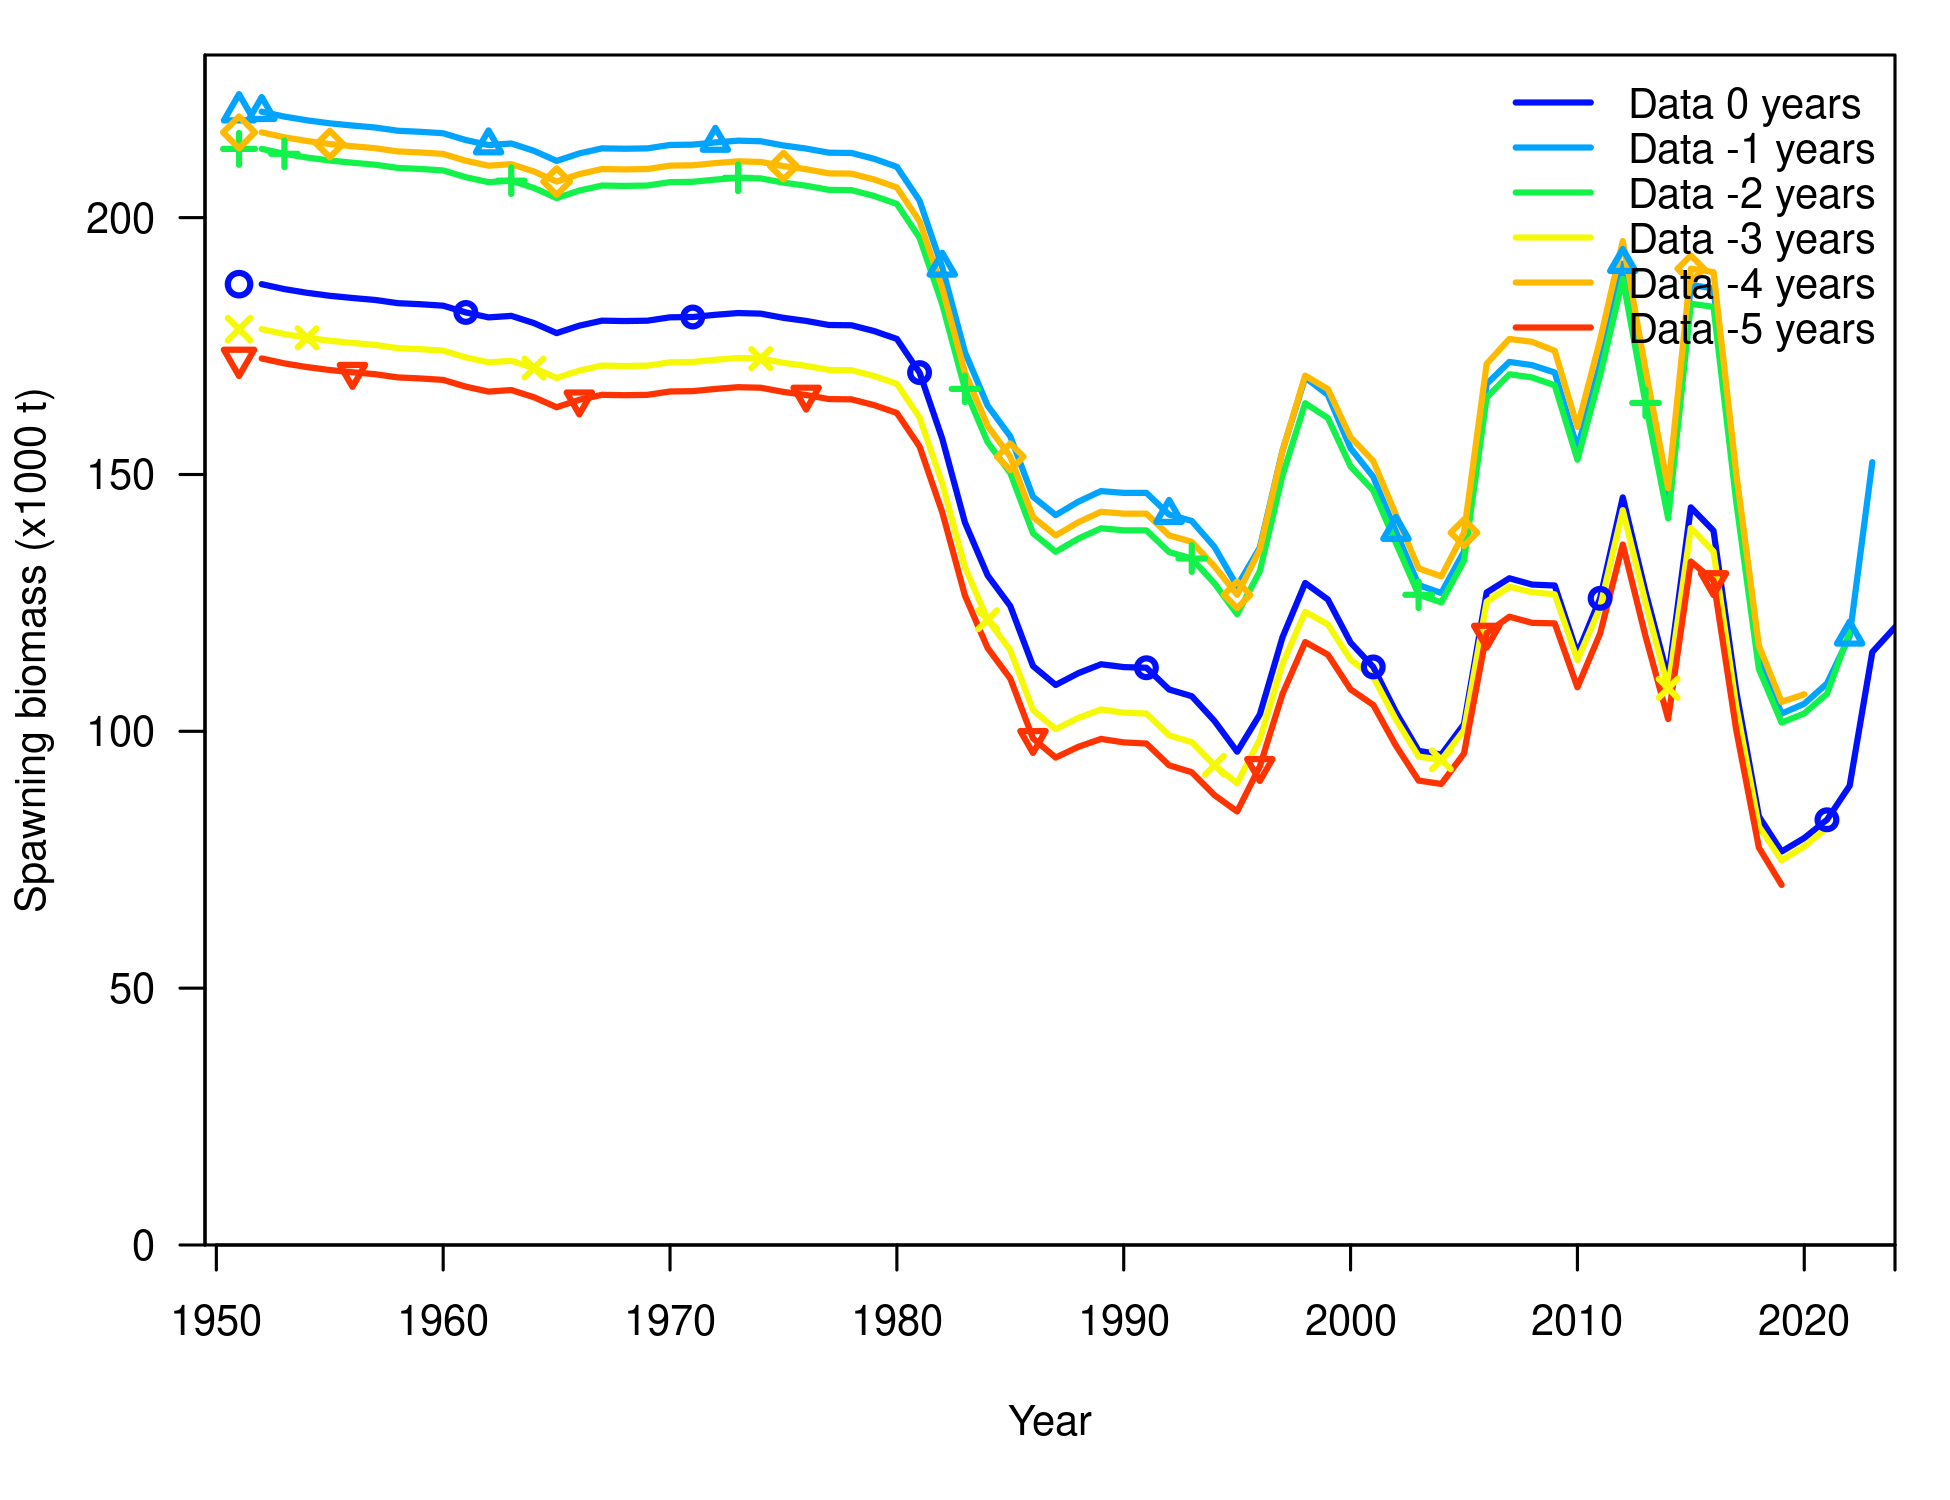 Data 0 years
Data -1 years
Data -2 years
Data -3 years
Data -4 years
Data -5 years
200
150
100
50
0
Spawning biomass (x1000 t)
1950 1960 1970 1980 1990 2000 2010 2020
Year